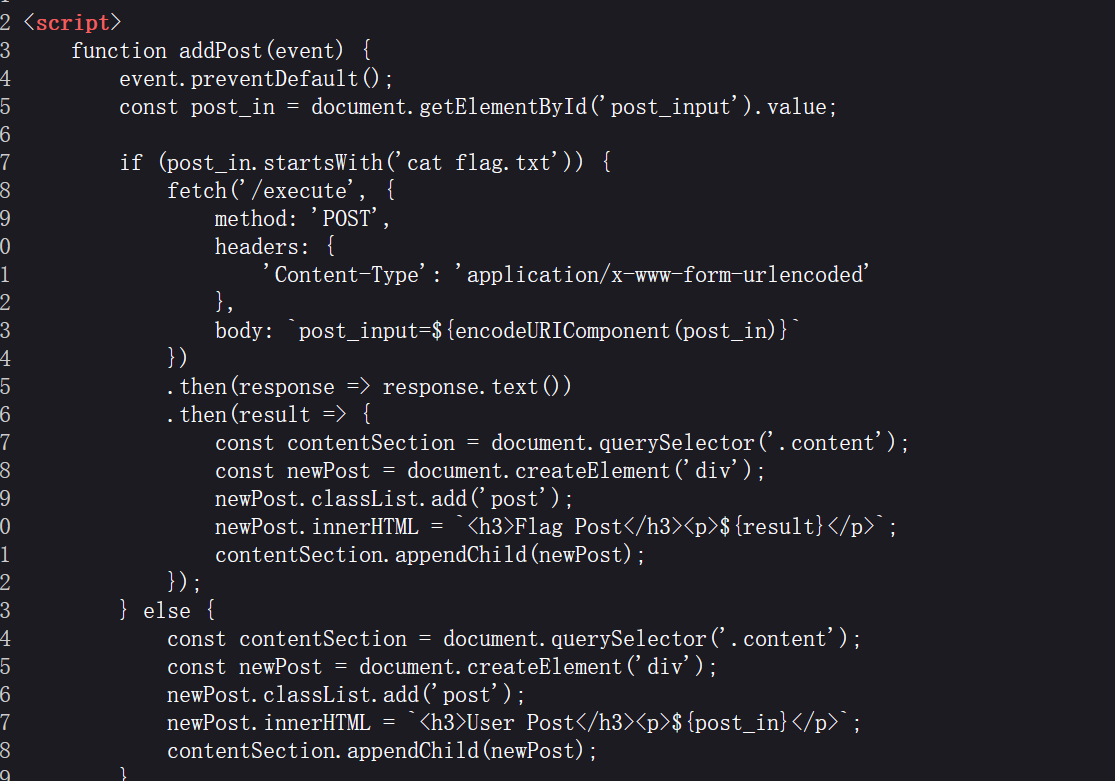 2 <script>
3     function addPost(event) {
4         event.preventDefault();
5         const post_in = document.getElementById('post_input').value;
6
7         if (post_in.startsWith('cat flag.txt')) {
8             fetch('/execute', {
9                 method: 'POST',
0                 headers: {
1                     'Content-Type': 'application/x-www-form-urlencoded'
2                 },
3                 body: `post_input=${encodeURIComponent(post_in)}`
4             })
5             .then(response => response.text())
6             .then(result => {
7                 const contentSection = document.querySelector('.content');
8                 const newPost = document.createElement('div');
9                 newPost.classList.add('post');
0                 newPost.innerHTML = `<h3>Flag Post</h3><p>${result}</p>`;
1                 contentSection.appendChild(newPost);
2             });
3         } else {
4             const contentSection = document.querySelector('.content');
5             const newPost = document.createElement('div');
6             newPost.classList.add('post');
7             newPost.innerHTML = `<h3>User Post</h3><p>${post_in}</p>`;
8             contentSection.appendChild(newPost);
9         }